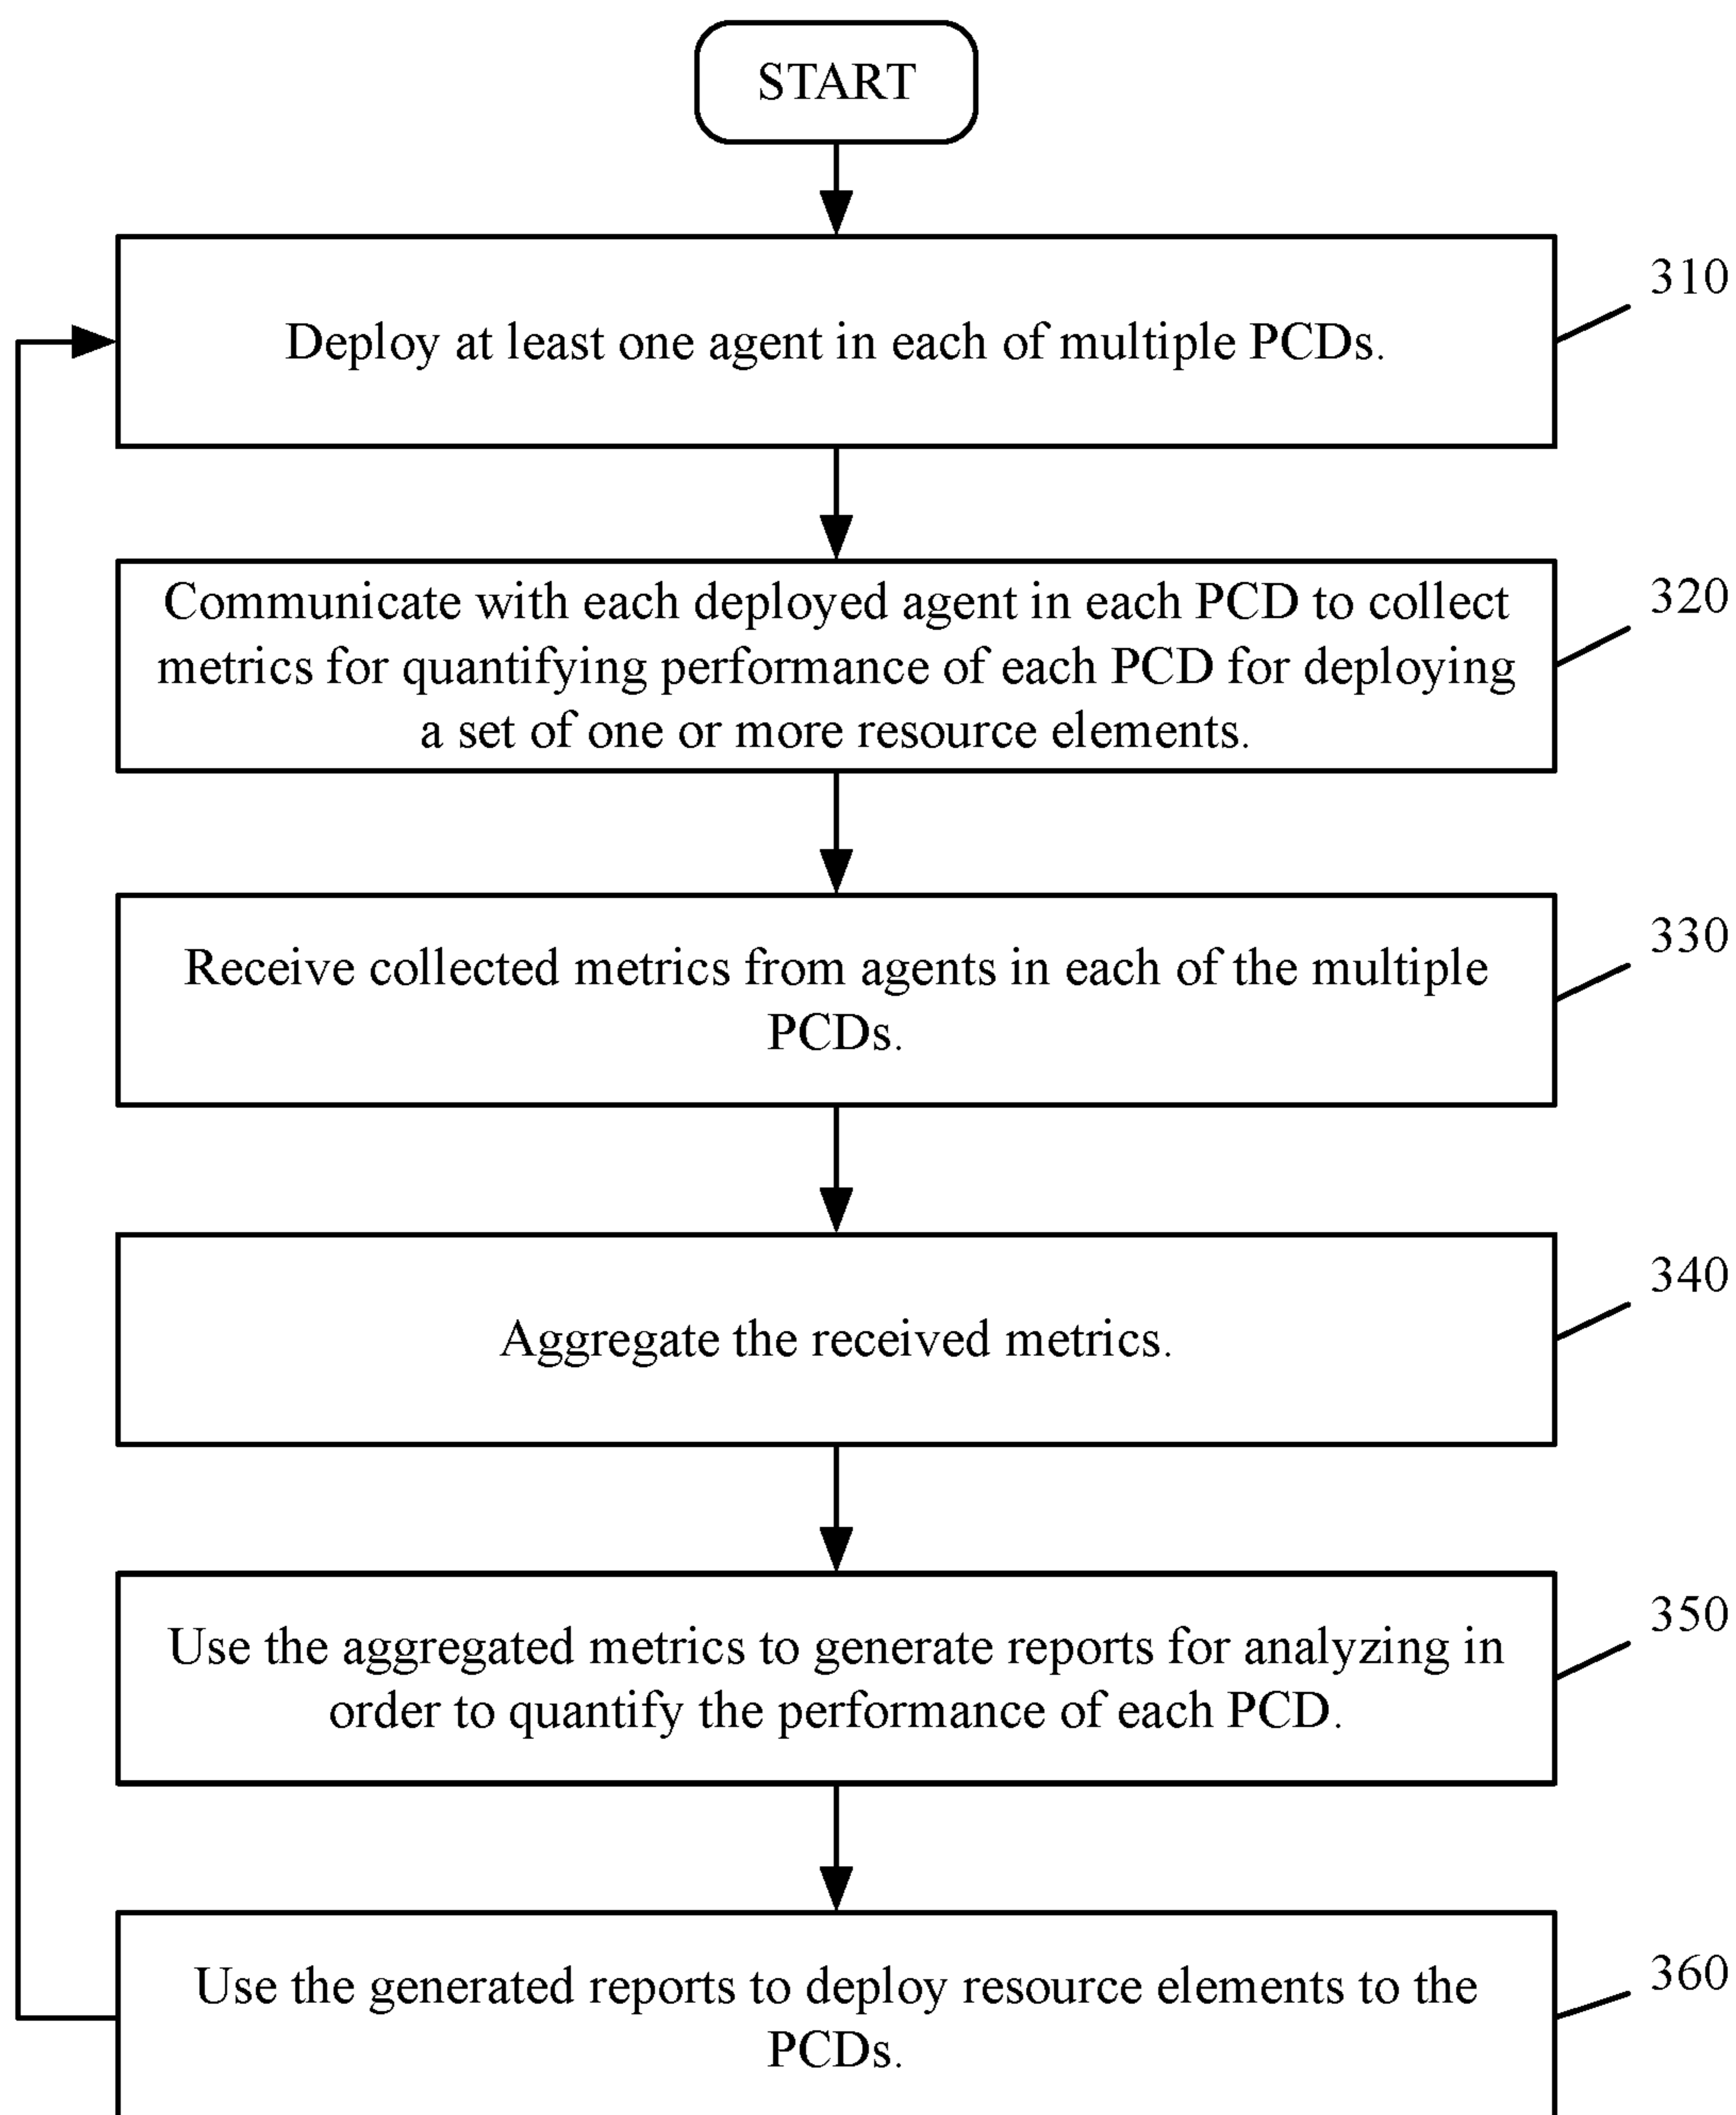 START
310
Deploy at least one agent in each of multiple PCDs.
320
Communicate with each deployed agent in each PCD to collect
metrics for quantifying performance of each PCD for deploying
a set of one or more resource elements.
330
Receive collected metrics from agents in each of the multiple
PCDs.
340
Aggregate the received metrics.
350
Use the aggregated metrics to generate reports for analyzing in
order to quantify the performance of each PCD.
360
Use the generated reports to deploy resource elements to the
PCDs.